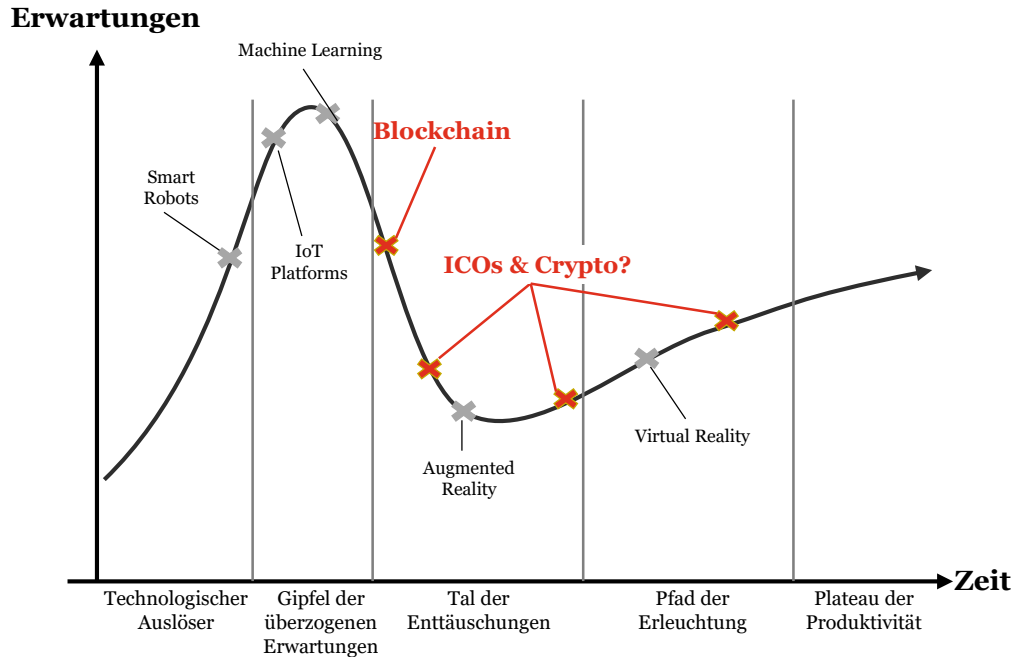 Erwartungen
Machine Learning
Blockchain
Smart
Robots
IoT
Platforms
ICOs & Crypto?
Virtual Reality
Augmented
Reality
Zeit
Technologischer
Auslöser
Gipfel der
überzogenen
Erwartungen
Tal der
Enttäuschungen
Pfad der
Erleuchtung
Plateau der
Produktivität